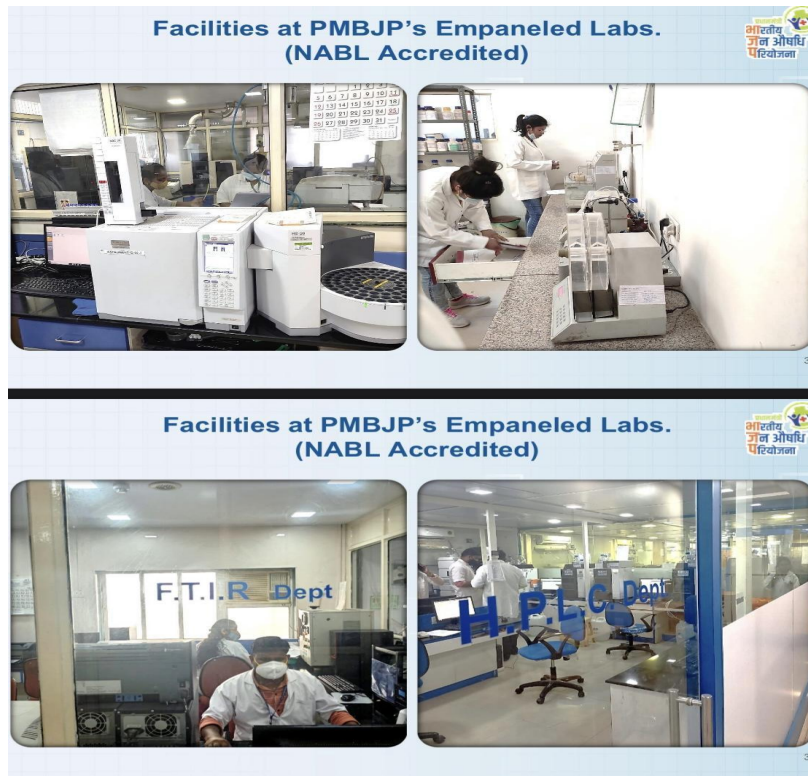 Facilities at PMBJP's Empaneled Labs.
(NABL Accredited)
भारतीय
जन औषधि
परियोजना
Facilities at PMBJP's Empaneled Labs.
(NABL Accredited)
भारतीय
जन औषधि
परियोजना
F.T.I.R Dept
H.P.L.C. Dept